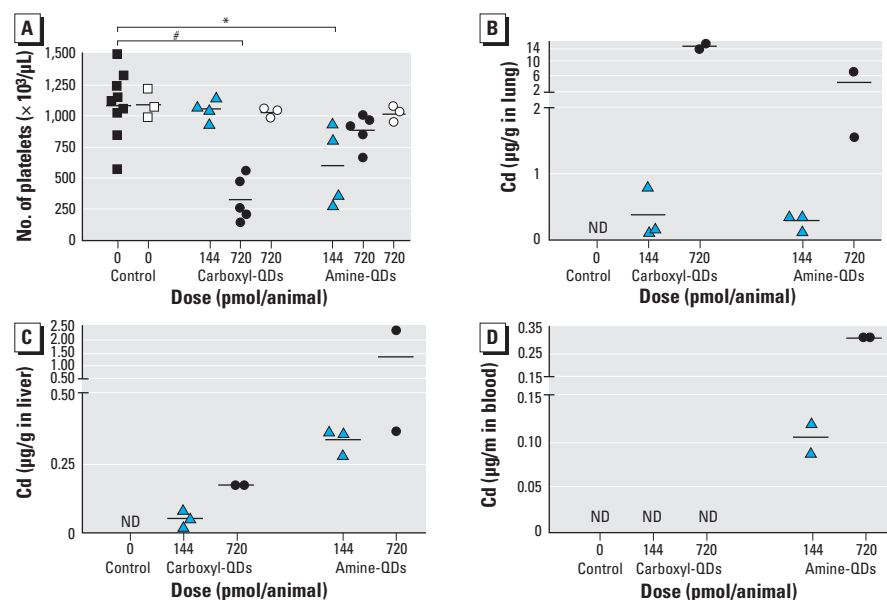 A
*
#
1,500
1,250
1,000
750
500
250
0
No. of platelets (× 10³/µL)
0 0 144 720 720 144 720 720
Control Carboxyl-QDs Amine-QDs
Dose (pmol/animal)
B
14
10
6
2
2
1
0
Cd (µg/g in lung)
ND
0 144 720 144 720
Control Carboxyl-QDs Amine-QDs
Dose (pmol/animal)
C
2.50
2.00
1.50
1.00
0.50
0.50
0.25
0
Cd (µg/g in liver)
ND
0 144 720 144 720
Control Carboxyl-QDs Amine-QDs
Dose (pmol/animal)
D
0.35
0.25
0.15
0.15
0.10
0.05
0
Cd (µg/m in blood)
ND ND ND
0 144 720 144 720
Control Carboxyl-QDs Amine-QDs
Dose (pmol/animal)